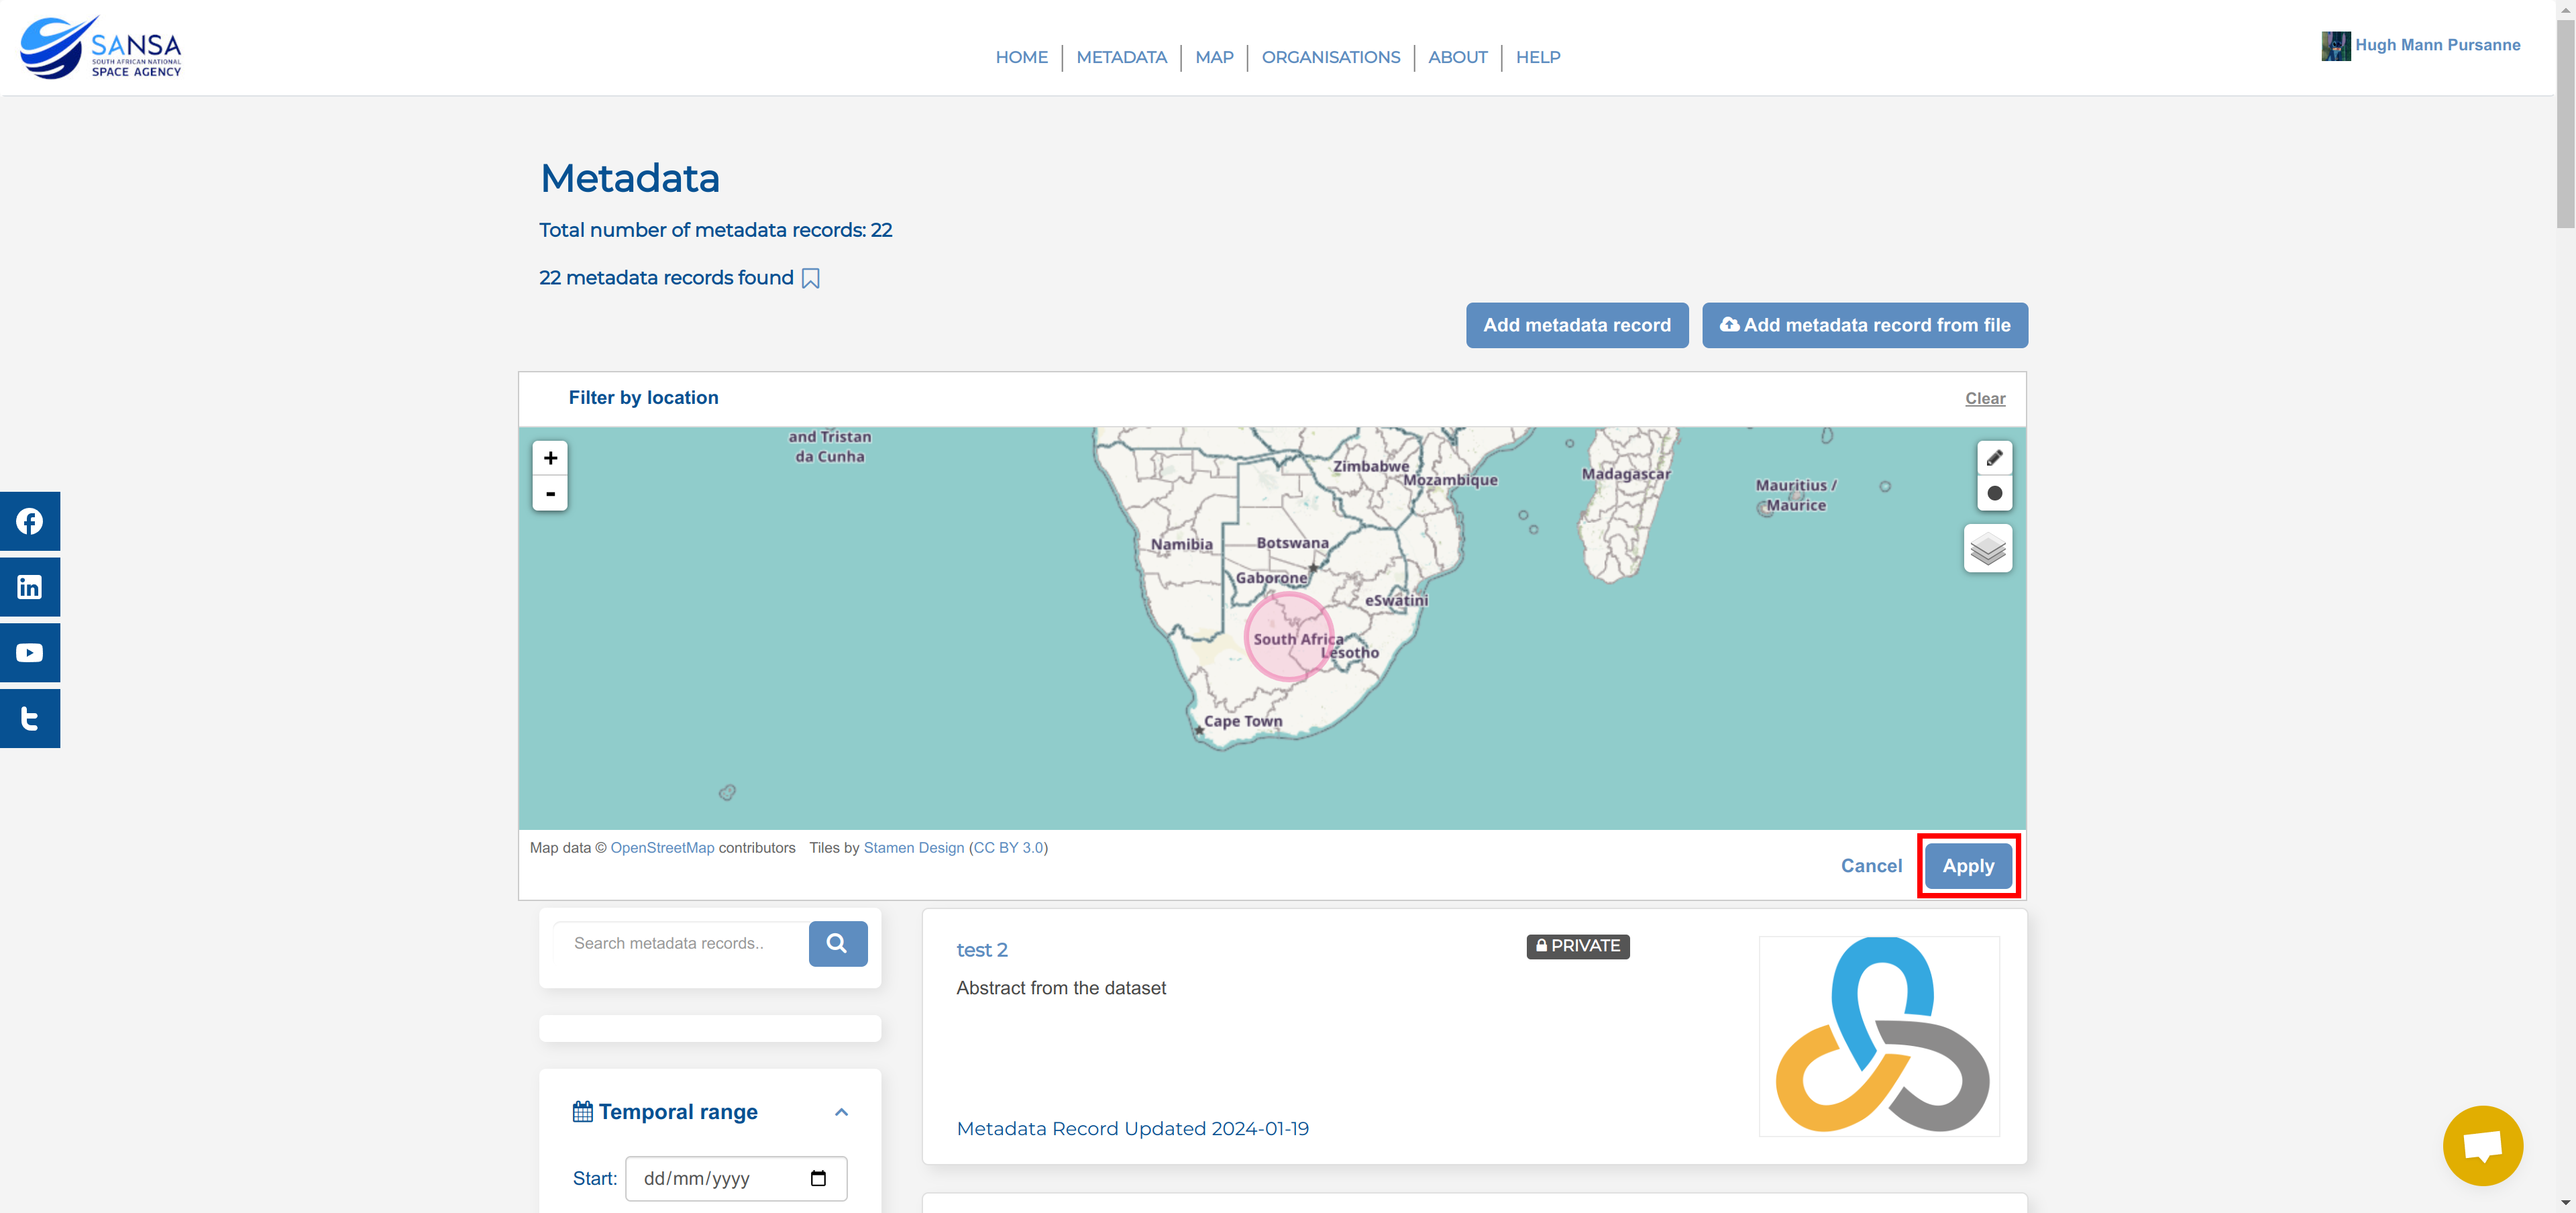 SANSA
SOUTH AFRICAN NATIONAL
SPACE AGENCY
HOME
METADATA
MAP
ORGANISATIONS
ABOUT
HELP
Hugh Mann Pursanne
Metadata
Total number of metadata records: 22
22 metadata records found
Add metadata record
Add metadata record from file
Filter by location
Clear
and Tristan
da Cunha
+
-
Zimbabwe
Mozambique
Madagascar
Mauritius /
Maurice
Namibia
Botswana
Gaborone
eSwatini
South Africa
Lesotho
Cape Town
Map data © OpenStreetMap contributors Tiles by Stamen Design (CC BY 3.0)
Cancel
Apply
Search metadata records..
test 2
PRIVATE
Abstract from the dataset
Metadata Record Updated 2024-01-19
Temporal range
Start: dd/mm/yyyy